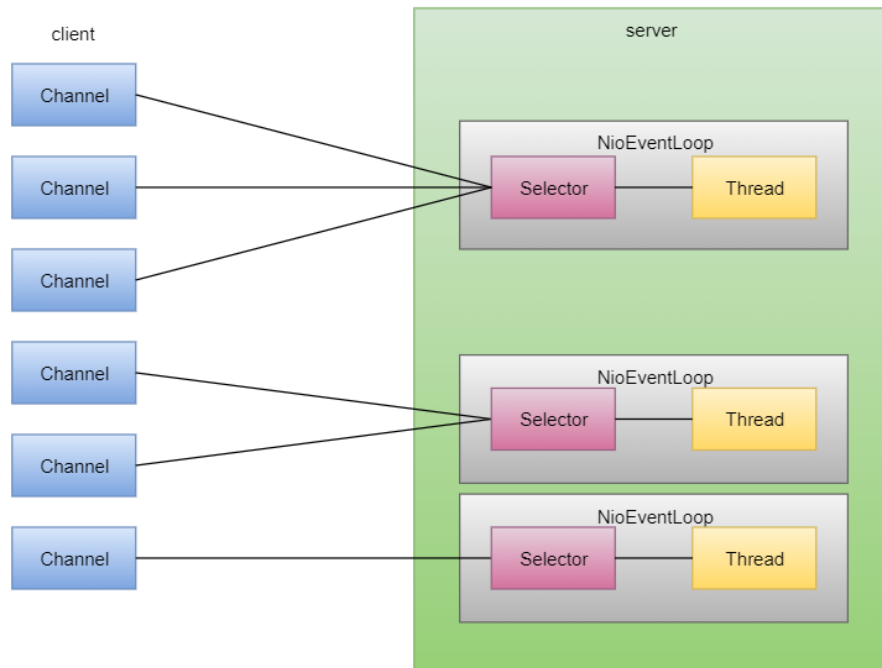 client
server
Channel
Channel
Channel
Channel
Channel
Channel
NioEventLoop
Selector
Thread
NioEventLoop
Selector
Thread
NioEventLoop
Selector
Thread